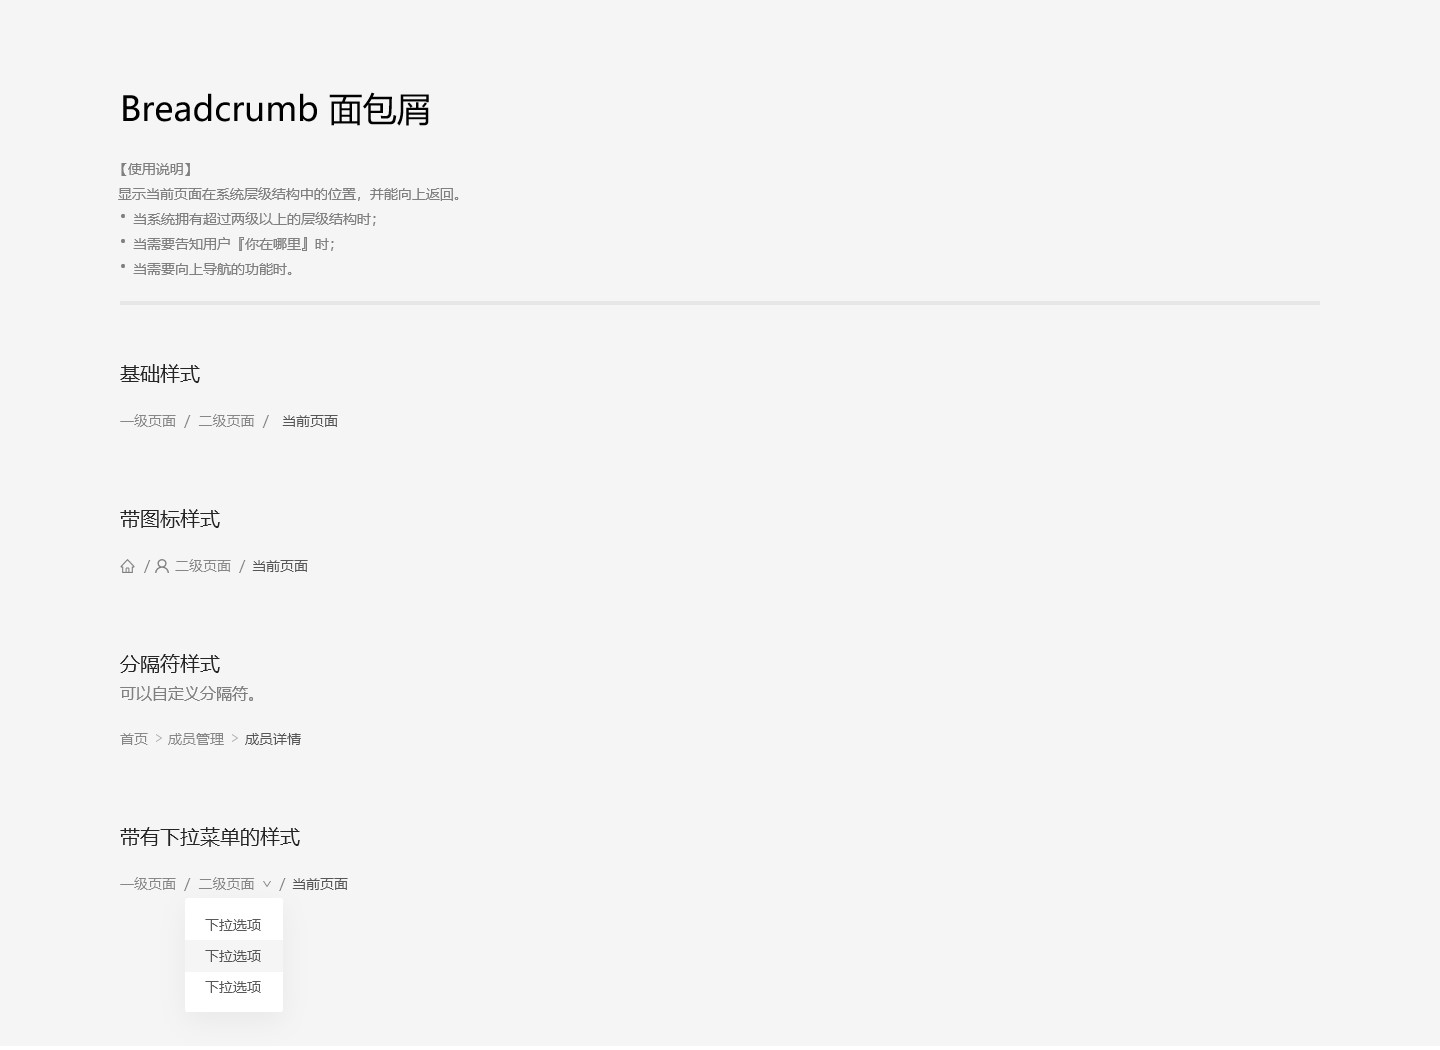 Breadcrumb 面包屑
【使用说明】
显示当前页面在系统层级结构中的位置，并能向上返回。
• 当系统拥有超过两级以上的层级结构时；
• 当需要告知用户『你在哪里』时；
• 当需要向上导航的功能时。
基础样式
一级页面 / 二级页面 / 当前页面
带图标样式
/ 二级页面 / 当前页面
分隔符样式
可以自定义分隔符。
首页 > 成员管理 > 成员详情
带有下拉菜单的样式
一级页面 / 二级页面 / 当前页面
下拉选项
下拉选项
下拉选项